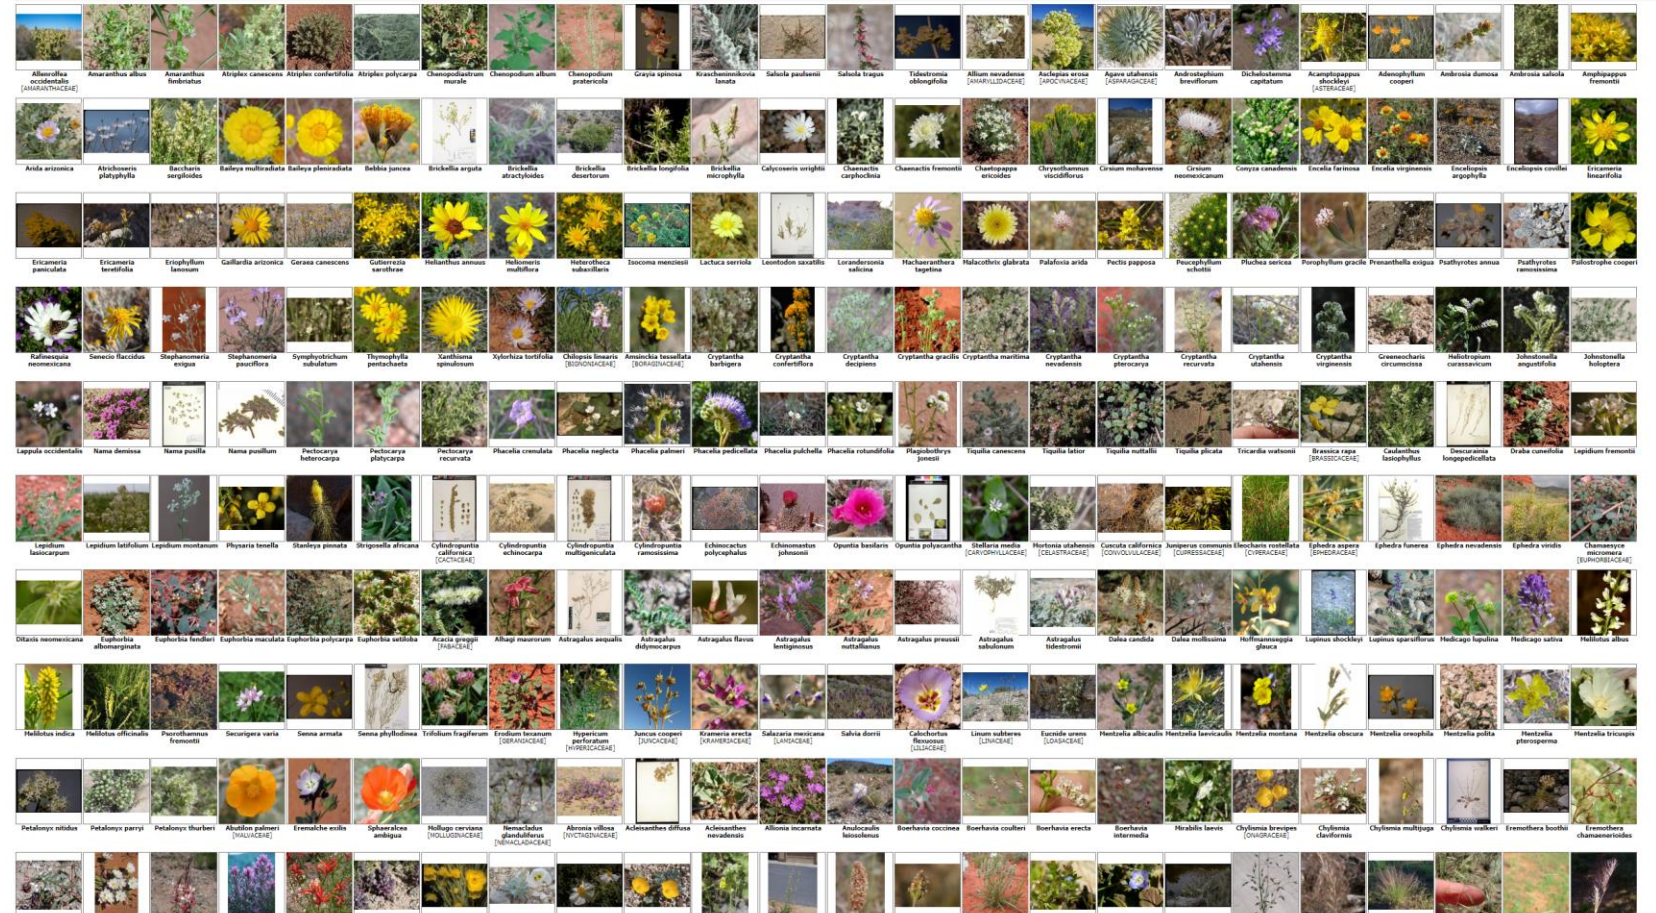 Allenrolfea occidentalis [AMARANTHACEAE]
Amaranthus albus
Amaranthus fimbriatus
Atriplex canescens
Atriplex confertifolia
Atriplex polycarpa
Chenopodiastrum murale
Chenopodium album
Chenopodium pratericola
Grayia spinosa
Krascheninnikovia lanata
Salsola paulsenii
Salsola tragus
Tidestromia oblongifolia
Allium nevadense [AMARYLLIDACEAE]
Asclepias erosa [APOCYNACEAE]
Agave utahensis [ASPARAGACEAE]
Androstephium breviflorum
Dichelostemma capitatum
Acamptopappus shockleyi [ASTERACEAE]
Adenophyllum cooperi
Ambrosia dumosa
Ambrosia salsola
Amphipappus fremontii
Arida arizonica
Atrichoseris platyphylla
Baccharis sergiloides
Baileya multiradiata
Baileya pleniradiata
Bebbia juncea
Brickellia arguta
Brickellia atractyloides
Brickellia desertorum
Brickellia longifolia
Brickellia microphylla
Calycoseris wrightii
Chaenactis carphoclinia
Chaenactis fremontii
Chaetopappa ericoides
Chrysothamnus viscidiflorus
Cirsium mohavense
Cirsium neomexicanum
Conyza canadensis
Encelia farinosa
Encelia virginensis
Enceliopsis argophylla
Enceliopsis covillei
Ericameria linearifolia
Ericameria paniculata
Ericameria teretifolia
Eriophyllum lanosum
Gaillardia arizonica
Geraea canescens
Gutierrezia sarothrae
Helianthus annuus
Heliomeris multiflora
Heterotheca subaxillaris
Isocoma menziesii
Lactuca serriola
Leontodon saxatilis
Lorandersonia salicina
Machaeranthera tagetina
Malacothrix glabrata
Palafoxia arida
Pectis papposa
Peucephyllum schottii
Pluchea sericea
Porophyllum gracile
Prenanthella exigua
Psathyrotes annua
Psathyrotes ramosissima
Psilostrophe cooperi
Rafinesquia neomexicana
Senecio flaccidus
Stephanomeria exigua
Stephanomeria pauciflora
Symphyotrichum subulatum
Thymophylla pentachaeta
Xanthisma spinulosum
Xylorhiza tortifolia
Chilopsis linearis [BIGNONIACEAE]
Amsinckia tessellata [BORAGINACEAE]
Cryptantha barbigera
Cryptantha confertiflora
Cryptantha decipiens
Cryptantha gracilis
Cryptantha maritima
Cryptantha nevadensis
Cryptantha pterocarya
Cryptantha recurvata
Cryptantha utahensis
Cryptantha virginensis
Greeneocharis circumscissa
Heliotropium curassavicum
Johnstonella angustifolia
Johnstonella holoptera
Lappula occidentalis
Nama demissa
Nama pusilla
Nama pusillum
Pectocarya heterocarpa
Pectocarya platycarpa
Pectocarya recurvata
Phacelia crenulata
Phacelia neglecta
Phacelia palmeri
Phacelia pedicellata
Phacelia pulchella
Phacelia rotundifolia
Plagiobothrys jonesii
Tiquilia canescens
Tiquilia latior
Tiquilia nuttallii
Tiquilia plicata
Tricardia watsonii
Brassica rapa [BRASSICACEAE]
Caulanthus lasiophyllus
Descurainia longepedicellata
Draba cuneifolia
Lepidium fremontii
Lepidium lasiocarpum
Lepidium latifolium
Lepidium montanum
Physaria tenella
Stanleya pinnata
Strigosella africana
Cylindropuntia californica [CACTACEAE]
Cylindropuntia echinocarpa
Cylindropuntia multigeniculata
Cylindropuntia ramosissima
Echinocactus polycephalus
Echinomastus johnsonii
Opuntia basilaris
Opuntia polyacantha
Stellaria media [CARYOPHYLLACEAE]
Mortonia utahensis [CELASTRACEAE]
Cuscuta californica [CONVOLVULACEAE]
Juniperus communis [CUPRESSACEAE]
Eleocharis rostellata [CYPERACEAE]
Ephedra aspera [EPHEDRACEAE]
Ephedra funerea
Ephedra nevadensis
Ephedra viridis
Chamaesyce micromera [EUPHORBIACEAE]
Ditaxis neomexicana
Euphorbia albomarginata
Euphorbia fendleri
Euphorbia maculata
Euphorbia polycarpa
Euphorbia setiloba
Acacia greggii [FABACEAE]
Alhagi maurorum
Astragalus aequalis
Astragalus didymocarpus
Astragalus flavus
Astragalus lentiginosus
Astragalus nuttallianus
Astragalus preussii
Astragalus sabulonum
Astragalus tidestromii
Dalea candida
Dalea mollissima
Hoffmannseggia glauca
Lupinus shockleyi
Lupinus sparsiflorus
Medicago lupulina
Medicago sativa
Melilotus albus
Melilotus indica
Melilotus officinalis
Psorothamnus fremontii
Securigera varia
Senna armata
Senna phyllodinea
Trifolium fragiferum
Erodium texanum [GERANIACEAE]
Hypericum perforatum [HYPERICACEAE]
Juncus cooperi [JUNCACEAE]
Krameria erecta [KRAMERIACEAE]
Salazaria mexicana [LAMIACEAE]
Salvia dorrii
Calochortus flexuosus [LILIACEAE]
Linum subteres [LINACEAE]
Eucnide urens [LOASACEAE]
Mentzelia albicaulis
Mentzelia laevicaulis
Mentzelia montana
Mentzelia obscura
Mentzelia oreophila
Mentzelia polita
Mentzelia pterosperma
Mentzelia tricuspis
Petalonyx nitidus
Petalonyx parryi
Petalonyx thurberi
Abutilon palmeri [MALVACEAE]
Eremalche exilis
Sphaeralcea ambigua
Mollugo cerviana [MOLLUGINACEAE]
Nemacladus glanduliferus [NEMACLADACEAE]
Abronia villosa [NYCTAGINACEAE]
Acleisanthes diffusa
Acleisanthes nevadensis
Allionia incarnata
Anulocaulis leiosolenus
Boerhavia coccinea
Boerhavia coulteri
Boerhavia erecta
Boerhavia intermedia
Mirabilis laevis
Chylismia brevipes [ONAGRACEAE]
Chylismia claviformis
Chylismia multijuga
Chylismia walkeri
Eremothera boothii
Eremothera chamaenerioides